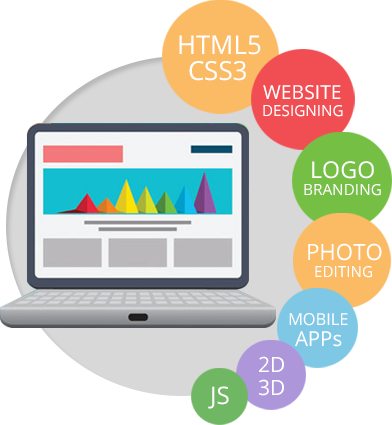 HTML5
CSS3
WEBSITE
DESIGNING
LOGO
BRANDING
PHOTO
EDITING
MOBILE
APPs
2D
3D
JS